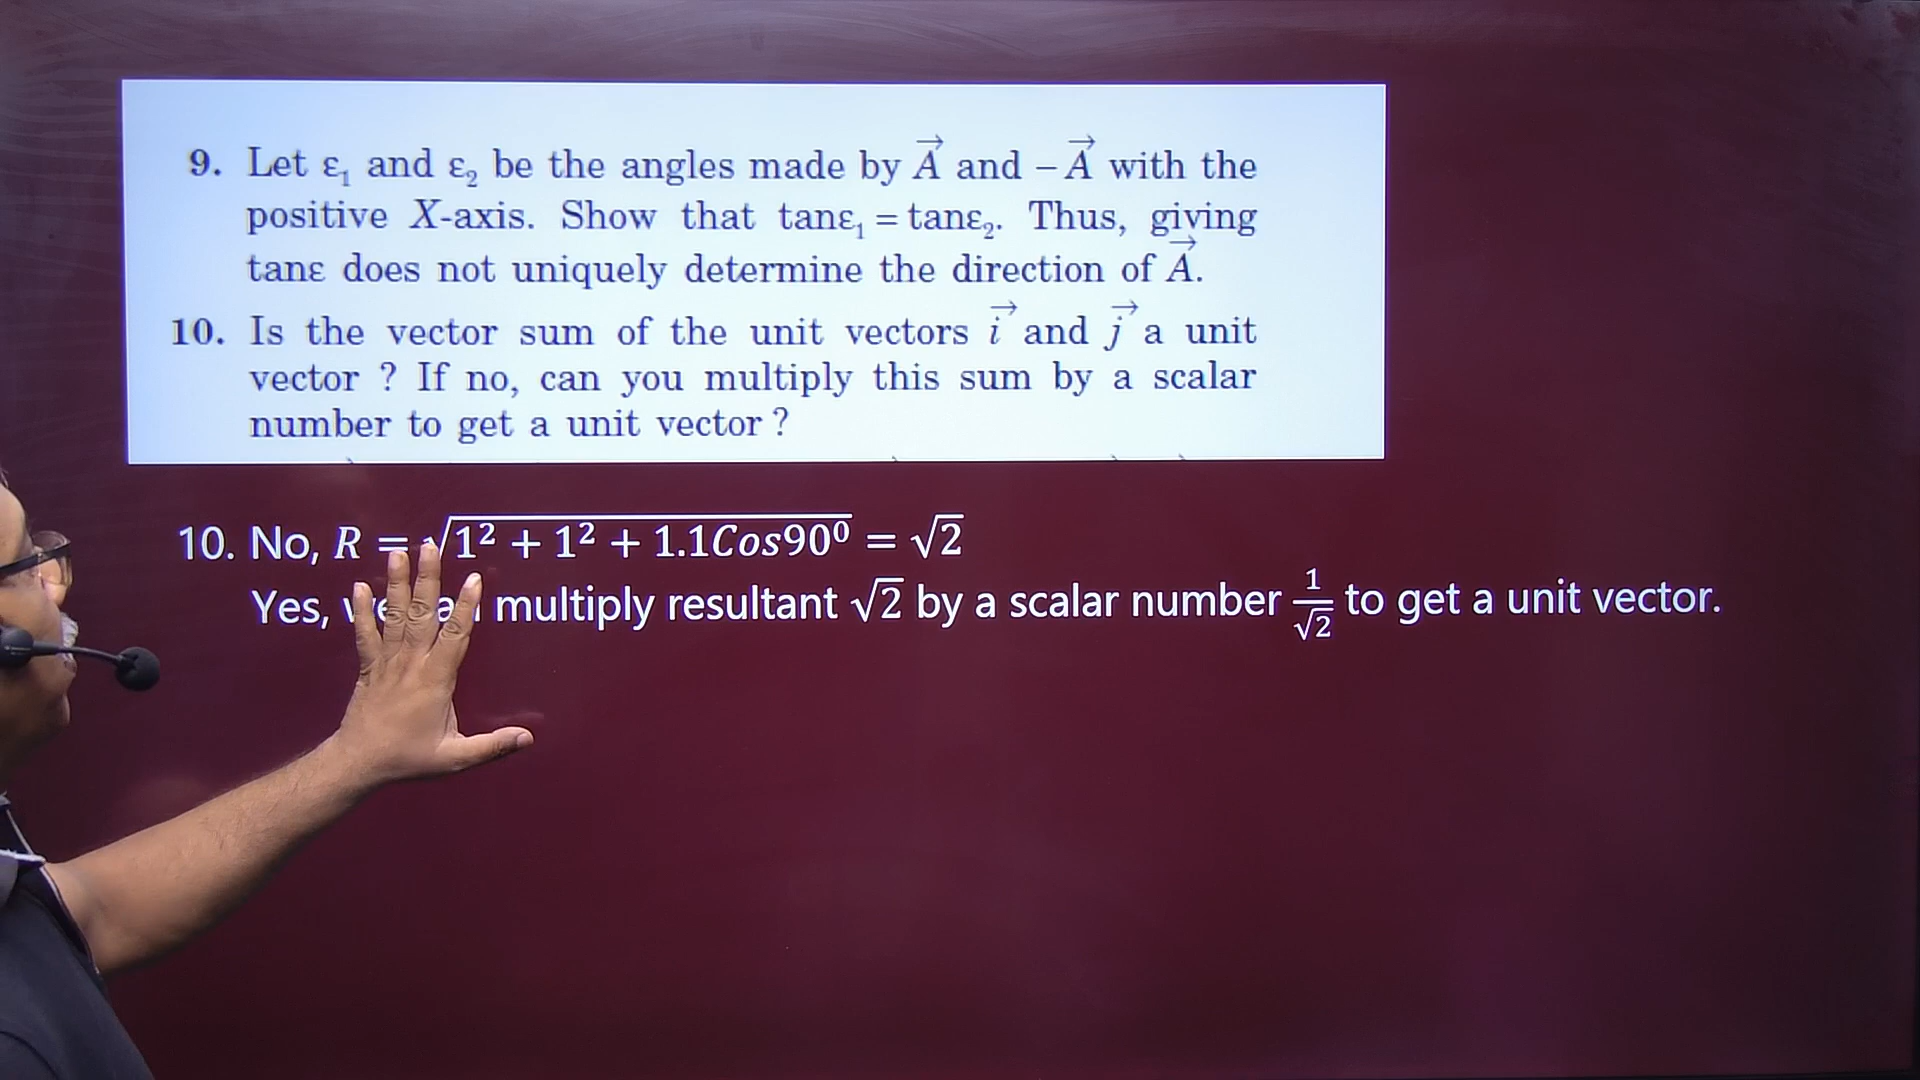 9. Let ε₁ and ε₂ be the angles made by A⃗ and – A⃗ with the
positive X-axis. Show that tanε₁ = tanε₂. Thus, giving
tanε does not uniquely determine the direction of A⃗.
10. Is the vector sum of the unit vectors i⃗ and j⃗ a unit
vector ? If no, can you multiply this sum by a scalar
number to get a unit vector ?
10. No, R = √(1² + 1² + 1.1Cos90⁰) = √2
Yes, multiply resultant √2 by a scalar number 1/√2 to get a unit vector.